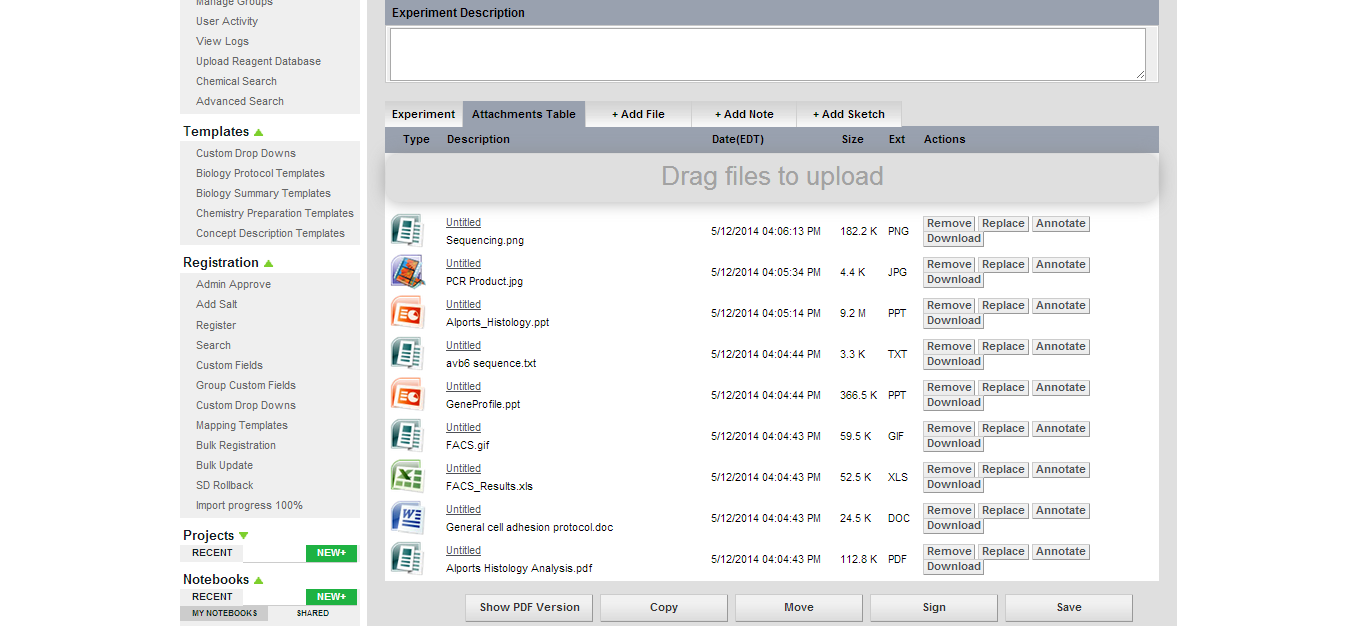 Manage Groups
User Activity
View Logs
Upload Reagent Database
Chemical Search
Advanced Search
Templates
Custom Drop Downs
Biology Protocol Templates
Biology Summary Templates
Chemistry Preparation Templates
Concept Description Templates
Registration
Admin Approve
Add Salt
Register
Search
Custom Fields
Group Custom Fields
Custom Drop Downs
Mapping Templates
Bulk Registration
Bulk Update
SD Rollback
Import progress 100%
Projects
RECENT NEW+
Notebooks
RECENT NEW+
MY NOTEBOOKS SHARED
Experiment Description
Experiment Attachments Table + Add File + Add Note + Add Sketch
Type Description Date(EDT) Size Ext Actions
Drag files to upload
Untitled
Sequencing.png
5/12/2014 04:06:13 PM 182.2 K PNG
Remove Replace Annotate
Download
Untitled
PCR Product.jpg
5/12/2014 04:05:34 PM 4.4 K JPG
Remove Replace Annotate
Download
Untitled
Alports_Histology.ppt
5/12/2014 04:05:14 PM 9.2 M PPT
Remove Replace Annotate
Download
Untitled
avb6 sequence.txt
5/12/2014 04:04:44 PM 3.3 K TXT
Remove Replace Annotate
Download
Untitled
GeneProfile.ppt
5/12/2014 04:04:44 PM 366.5 K PPT
Remove Replace Annotate
Download
Untitled
FACS.gif
5/12/2014 04:04:43 PM 59.5 K GIF
Remove Replace Annotate
Download
Untitled
FACS_Results.xls
5/12/2014 04:04:43 PM 52.5 K XLS
Remove Replace Annotate
Download
Untitled
General cell adhesion protocol.doc
5/12/2014 04:04:43 PM 24.5 K DOC
Remove Replace Annotate
Download
Untitled
Alports Histology Analysis.pdf
5/12/2014 04:04:43 PM 112.8 K PDF
Remove Replace Annotate
Download
Show PDF Version Copy Move Sign Save